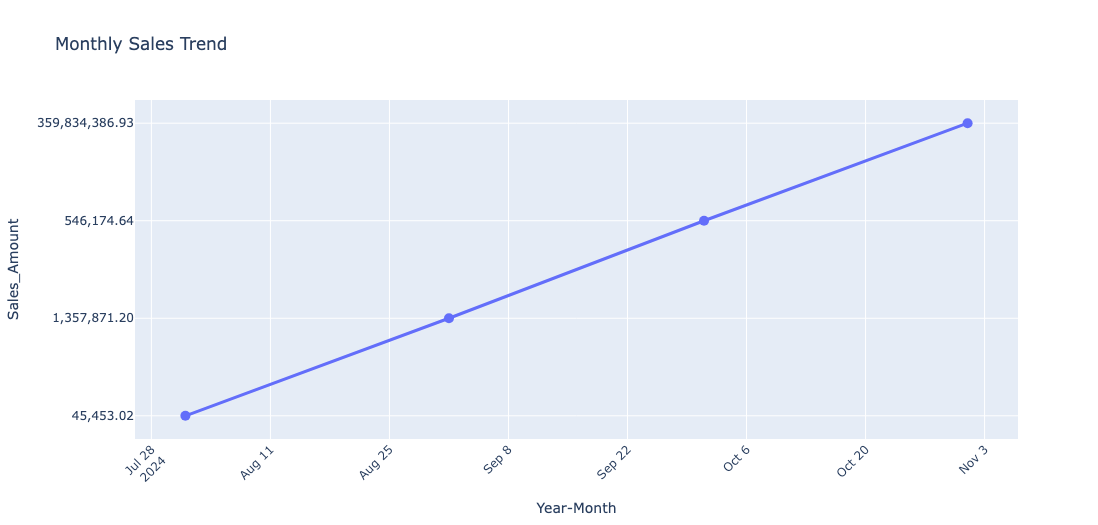 Monthly Sales Trend
359,834,386.93
546,174.64
1,357,871.20
45,453.02
Sales_Amount
Jul 28
2024
Aug 11
Aug 25
Sep 8
Sep 22
Oct 6
Oct 20
Nov 3
Year-Month